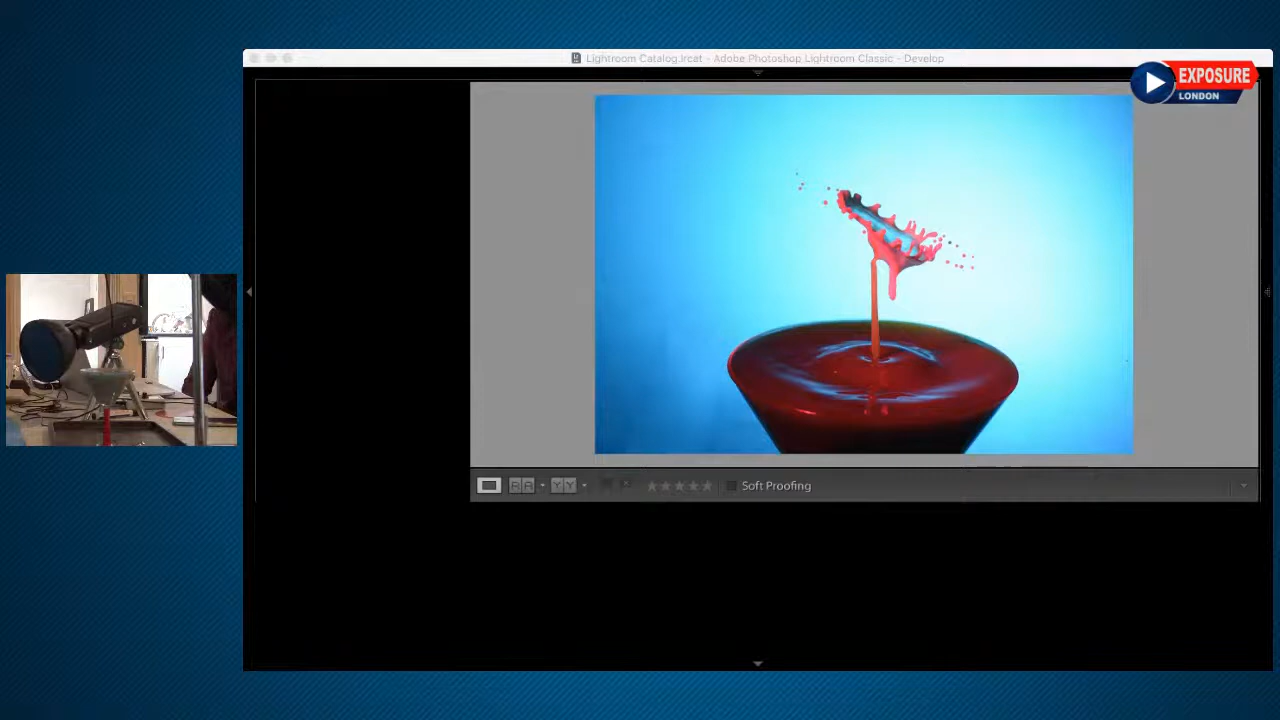 Lightroom Catalog.lrcat - Adobe Photoshop Lightroom Classic - Develop
EXPOSURE
LONDON
R A
Y Y
Soft Proofing